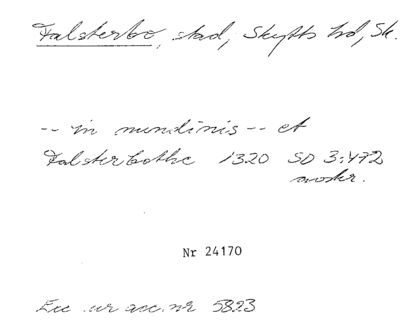 Falsterbo, stad, Skytts hd, Sk.
-- in nundinis -- et
Falsterbothe 1320 SD 3:472
avskr.
Nr 24170
Exc. ur acc. nr 5823